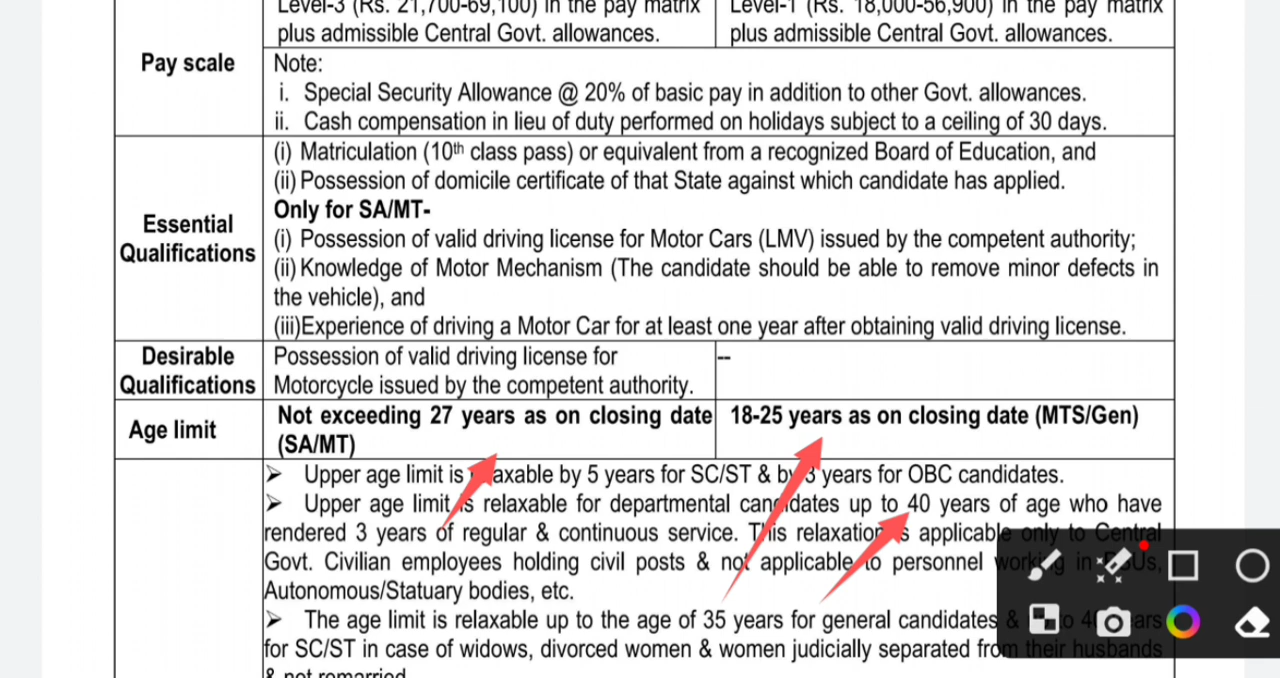 Level-3 (Rs. 21,700-69,100) in the pay matrix
plus admissible Central Govt. allowances.
Level-1 (Rs. 18,000-56,900) in the pay matrix
plus admissible Central Govt. allowances.
Pay scale
Note:
i. Special Security Allowance @ 20% of basic pay in addition to other Govt. allowances.
ii. Cash compensation in lieu of duty performed on holidays subject to a ceiling of 30 days.
Essential
Qualifications
(i) Matriculation (10th class pass) or equivalent from a recognized Board of Education, and
(ii) Possession of domicile certificate of that State against which candidate has applied.
Only for SA/MT-
(i) Possession of valid driving license for Motor Cars (LMV) issued by the competent authority;
(ii) Knowledge of Motor Mechanism (The candidate should be able to remove minor defects in
the vehicle), and
(iii)Experience of driving a Motor Car for at least one year after obtaining valid driving license.
Desirable
Qualifications
Possession of valid driving license for
Motorcycle issued by the competent authority.
--
Age limit
Not exceeding 27 years as on closing date
(SA/MT)
18-25 years as on closing date (MTS/Gen)
➢ Upper age limit is relaxable by 5 years for SC/ST & by 3 years for OBC candidates.
➢ Upper age limit is relaxable for departmental candidates up to 40 years of age who have
rendered 3 years of regular & continuous service. This relaxation is applicable only to Central
Govt. Civilian employees holding civil posts & not applicable to personnel working in PSUs,
Autonomous/Statuary bodies, etc.
➢ The age limit is relaxable up to the age of 35 years for general candidates &
for SC/ST in case of widows, divorced women & women judicially separated from their husbands
& not remarried